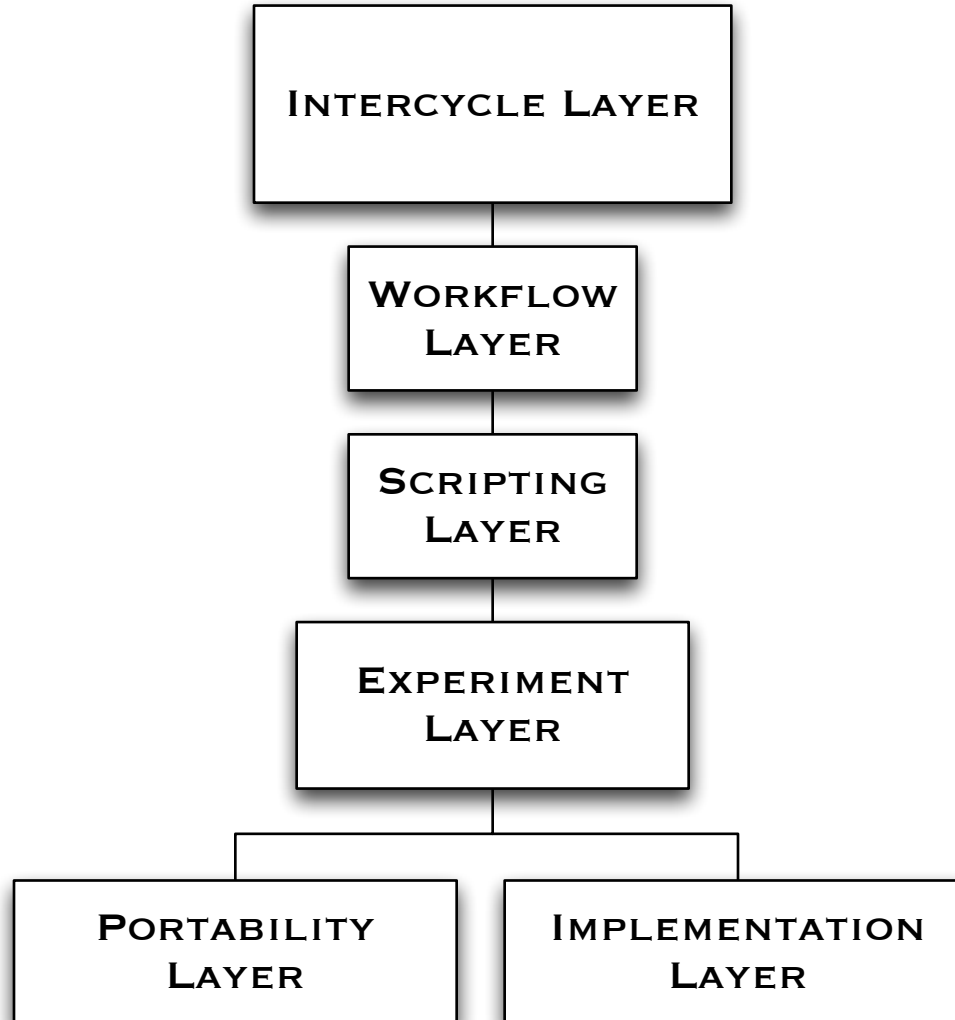 INTERCYCLE LAYER
WORKFLOW
LAYER
SCRIPTING
LAYER
EXPERIMENT
LAYER
PORTABILITY
LAYER
IMPLEMENTATION
LAYER